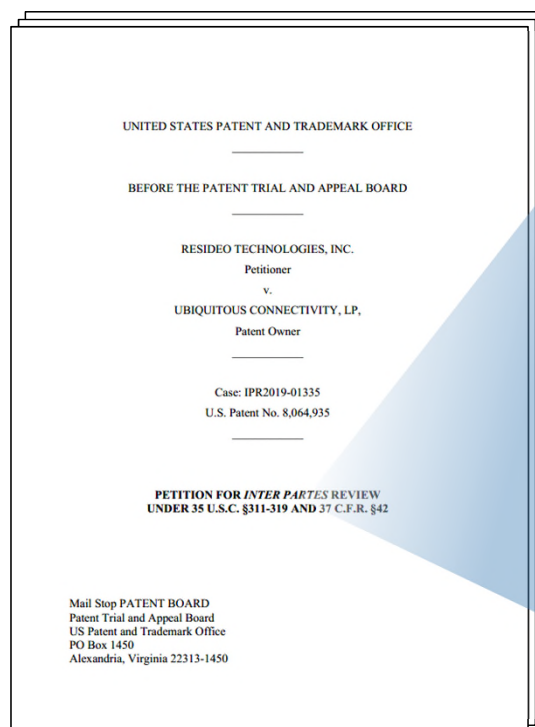 UNITED STATES PATENT AND TRADEMARK OFFICE
BEFORE THE PATENT TRIAL AND APPEAL BOARD
RESIDEO TECHNOLOGIES, INC.
Petitioner
v.
UBIQUITOUS CONNECTIVITY, LP,
Patent Owner
Case: IPR2019-01335
U.S. Patent No. 8,064,935
PETITION FOR INTER PARTES REVIEW
UNDER 35 U.S.C. §311-319 AND 37 C.F.R. §42
Mail Stop PATENT BOARD
Patent Trial and Appeal Board
US Patent and Trademark Office
PO Box 1450
Alexandria, Virginia 22313-1450